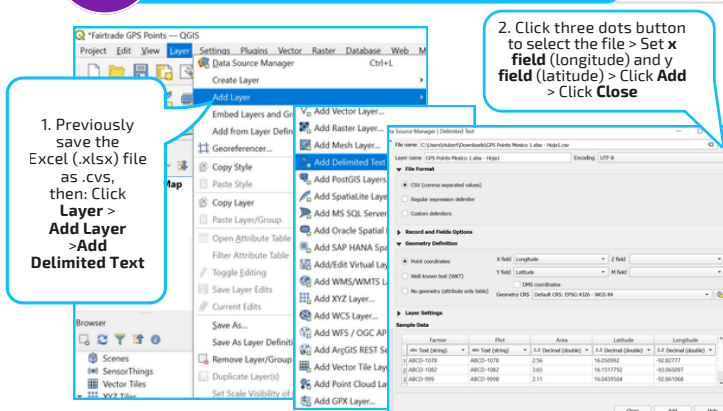 *Fairtrade GPS Points — QGIS
Project Edit View Layer Settings Plugins Vector Raster Database Web M
Data Source Manager Ctrl+L
Create Layer
Add Layer
Embed Layers and Gr
Add from Layer Defin
Georeferencer...
Copy Style
Paste Style
Copy Layer
Paste Layer/Group
Open Attribute Table
Filter Attribute Table
Toggle Editing
Save Layer Edits
Current Edits
Save As...
Save As Layer Definiti
Remove Layer/Group
Duplicate Layer(s)
Set Scale Visibility of
Map
Browser
Scenes
SensorThings
Vector Tiles
XYZ Tiles
1. Previously
save the
Excel (.xlsx) file
as .cvs,
then: Click
Layer >
Add Layer
>Add
Delimited Text
Add Vector Layer...
Add Raster Layer...
Add Mesh Layer...
Add Delimited Text
Add PostGIS Layers
Add SpatiaLite Laye
Add MS SQL Server
Add Oracle Spatial
Add SAP HANA Spa
Add/Edit Virtual Lay
Add WMS/WMTS L
Add XYZ Layer...
Add WCS Layer...
Add WFS / OGC AP
Add ArcGIS REST Se
Add Vector Tile Lay
Add Point Cloud La
Add GPX Layer...
2. Click three dots button
to select the file > Set x
field (longitude) and y
field (latitude) > Click Add
> Click Close
ta Source Manager | Delimited Text
File name C:\Users\Hubert\Downloads\GPS Points Mexico 1.xlsx - Hoja1.csv
Layer name GPS Points Mexico 1.xlsx - Hoja1 Encoding UTF-8
File Format
CSV (comma separated values)
Regular expression delimiter
Custom delimiters
Record and Fields Options
Geometry Definition
Point coordinates X field Longitude Z field
Well known text (WKT) Y field Latitude M field
DMS coordinates
No geometry (attribute only table) Geometry CRS Default CRS: EPSG:4326 - WGS 84
Layer Settings
Sample Data
Farmer Plot Area Latitude Longitude
abc Text (string) abc Text (string) 1.2 Decimal (double) 1.2 Decimal (double) 1.2 Decimal (double)
1 ABCD-1078 ABCD-1078 2.56 16.050992 -92.82777
2 ABCD-1082 ABCD-1082 3.65 16.1517792 -93.065097
3 ABCD-999 ABCD-9998 2.11 16.0439504 -92.861068
Close Add Help